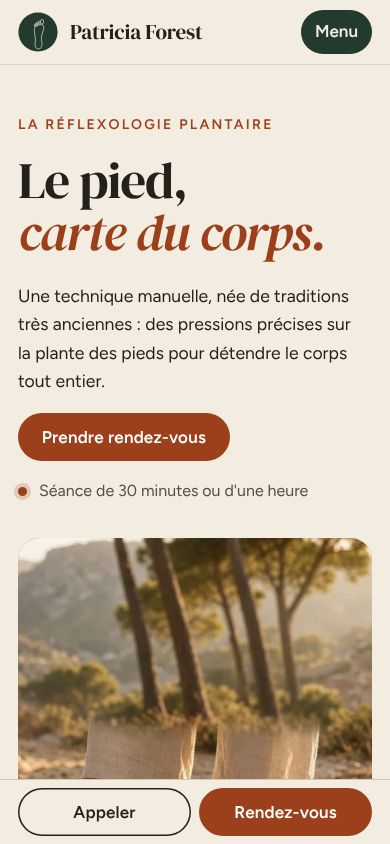 Patricia Forest
Menu
LA RÉFLEXOLOGIE PLANTAIRE
Le pied,
carte du corps.
Une technique manuelle, née de traditions
très anciennes : des pressions précises sur
la plante des pieds pour détendre le corps
tout entier.
Prendre rendez-vous
Séance de 30 minutes ou d'une heure
Appeler
Rendez-vous